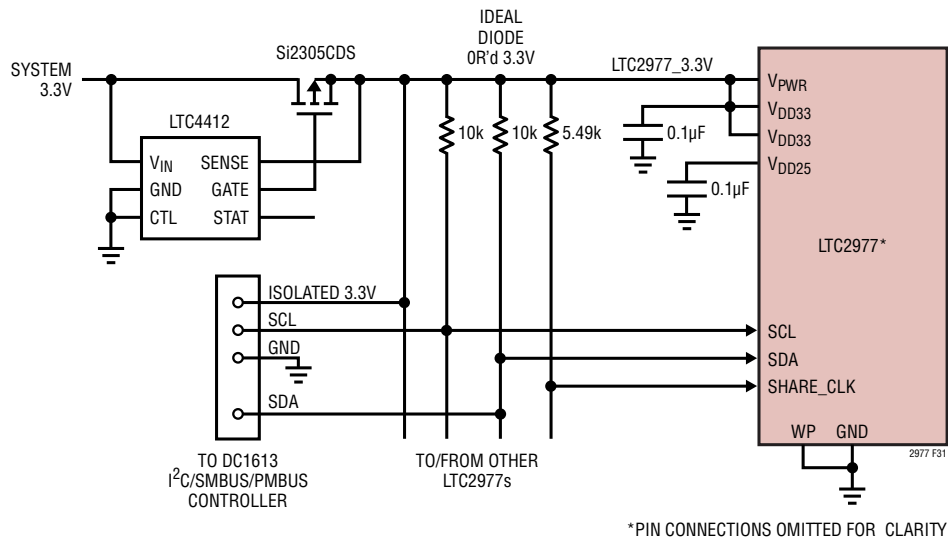 IDEAL
DIODE
0R'd 3.3V
Si2305CDS
SYSTEM
3.3V
LTC2977_3.3V
LTC4412
VIN
SENSE
GND
GATE
CTL
STAT
10k
10k
5.49k
0.1µF
0.1µF
VPWR
VDD33
VDD33
VDD25
LTC2977*
ISOLATED 3.3V
SCL
GND
SDA
SCL
SDA
SHARE_CLK
WP
GND
2977 F31
TO DC1613
I2C/SMBUS/PMBUS
CONTROLLER
TO/FROM OTHER
LTC2977s
*PIN CONNECTIONS OMITTED FOR CLARITY